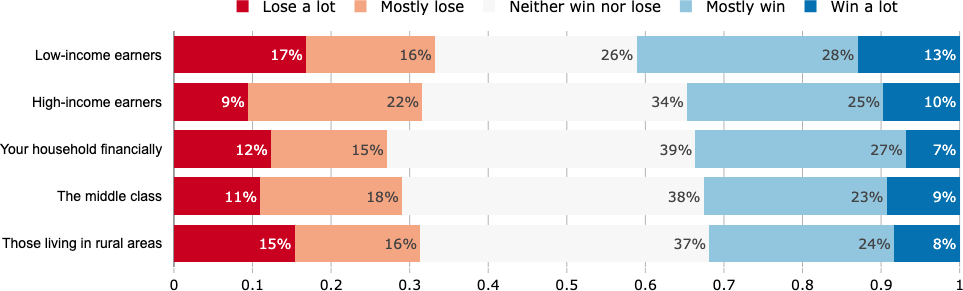 Lose a lot Mostly lose Neither win nor lose Mostly win Win a lot
Low-income earners 17% 16% 26% 28% 13%
High-income earners 9% 22% 34% 25% 10%
Your household financially 12% 15% 39% 27% 7%
The middle class 11% 18% 38% 23% 9%
Those living in rural areas 15% 16% 37% 24% 8%
0 0.1 0.2 0.3 0.4 0.5 0.6 0.7 0.8 0.9 1